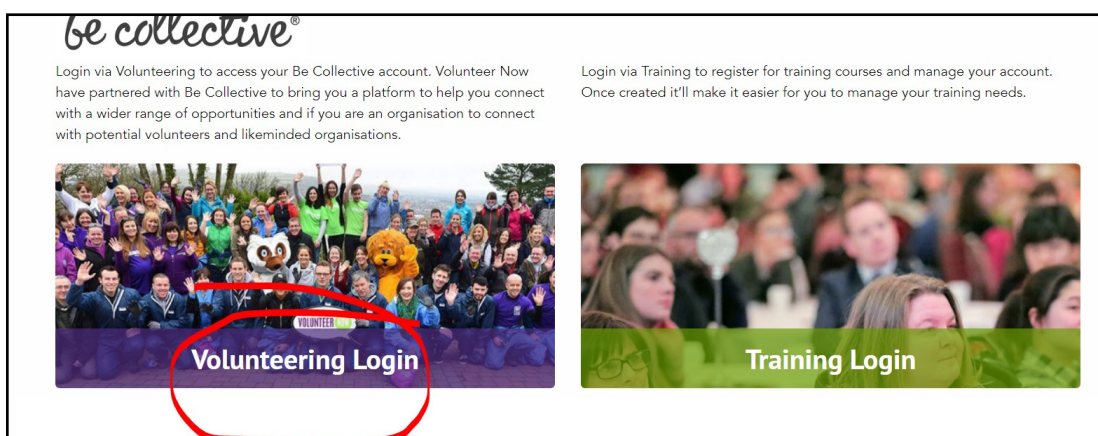 be collective®
Login via Volunteering to access your Be Collective account. Volunteer Now
have partnered with Be Collective to bring you a platform to help you connect
with a wider range of opportunities and if you are an organisation to connect
with potential volunteers and likeminded organisations.
VOLUNTEER NOW
Volunteering Login
Login via Training to register for training courses and manage your account.
Once created it'll make it easier for you to manage your training needs.
Training Login